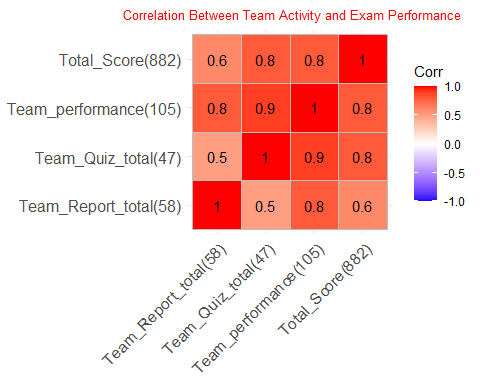 Correlation Between Team Activity and Exam Performance
Total_Score(882) 0.6 0.8 0.8 1
Team_performance(105) 0.8 0.9 1 0.8
Team_Quiz_total(47) 0.5 1 0.9 0.8
Team_Report_total(58) 1 0.5 0.8 0.6
Team_Report_total(58)
Team_Quiz_total(47)
Team_performance(105)
Total_Score(882)
Corr
1.0
0.5
0.0
-0.5
-1.0